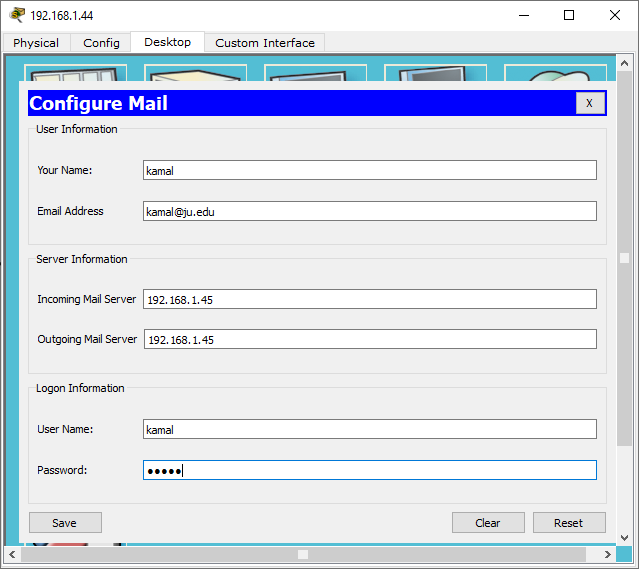 192.168.1.44
Physical Config Desktop Custom Interface
Configure Mail X
User Information
Your Name: kamal
Email Address kamal@ju.edu
Server Information
Incoming Mail Server 192.168.1.45
Outgoing Mail Server 192.168.1.45
Logon Information
User Name: kamal
Password: •••••
Save Clear Reset